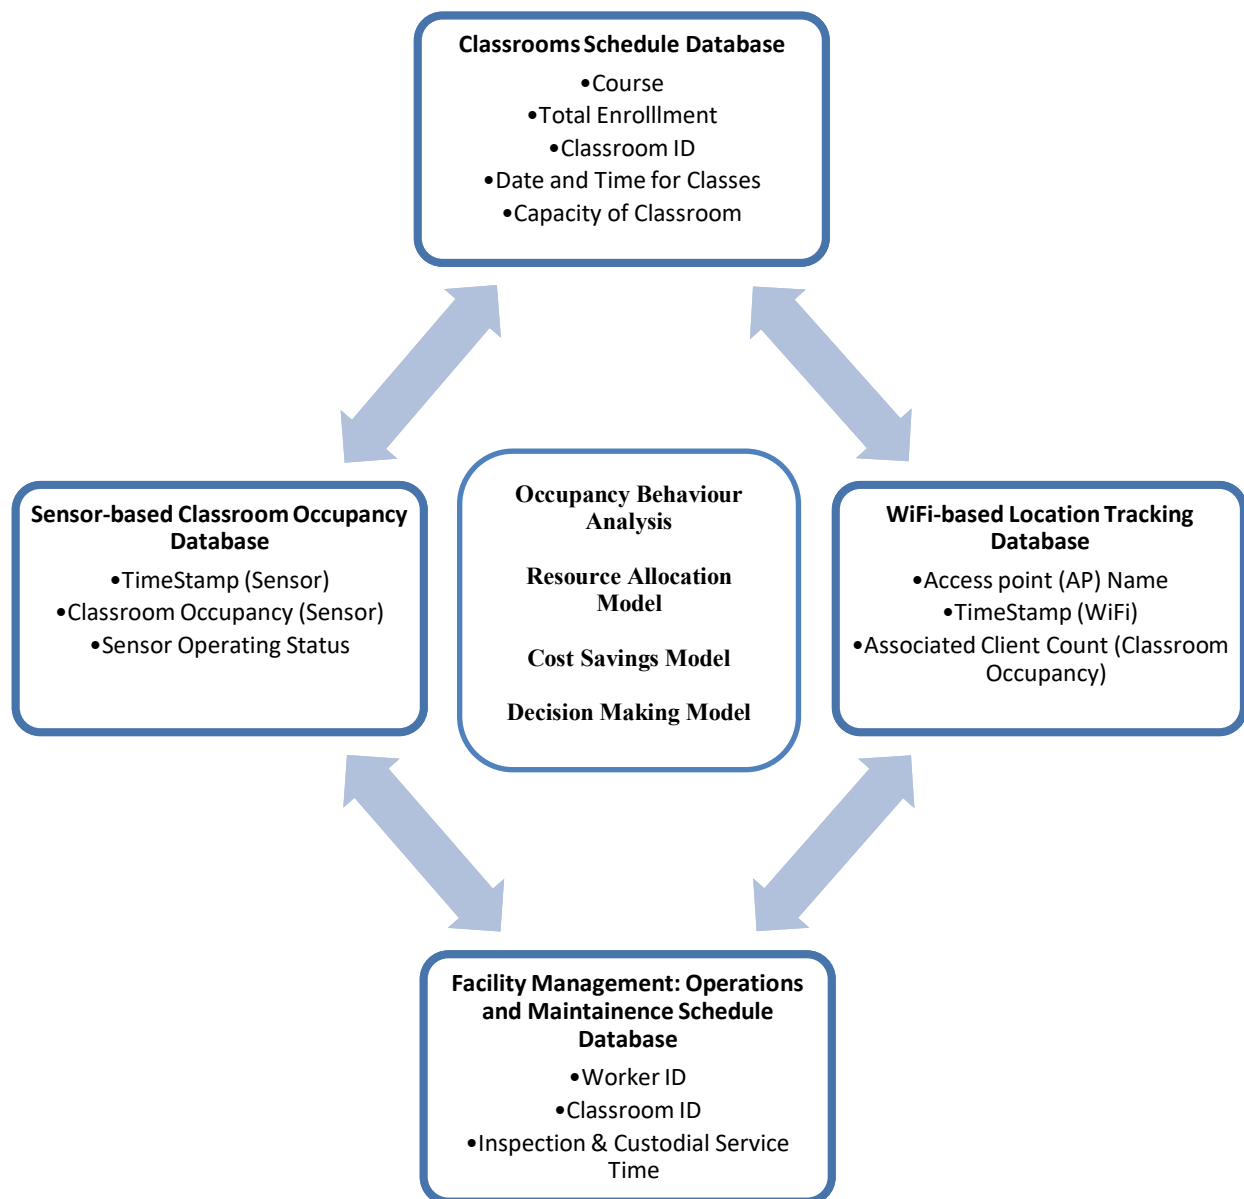 Classrooms Schedule Database
•Course
•Total Enrolllment
•Classroom ID
•Date and Time for Classes
•Capacity of Classroom
Sensor-based Classroom Occupancy
Database
•TimeStamp (Sensor)
•Classroom Occupancy (Sensor)
•Sensor Operating Status
Occupancy Behaviour
Analysis
Resource Allocation
Model
Cost Savings Model
Decision Making Model
WiFi-based Location Tracking
Database
•Access point (AP) Name
•TimeStamp (WiFi)
•Associated Client Count (Classroom
Occupancy)
Facility Management: Operations
and Maintainence Schedule
Database
•Worker ID
•Classroom ID
•Inspection & Custodial Service
Time